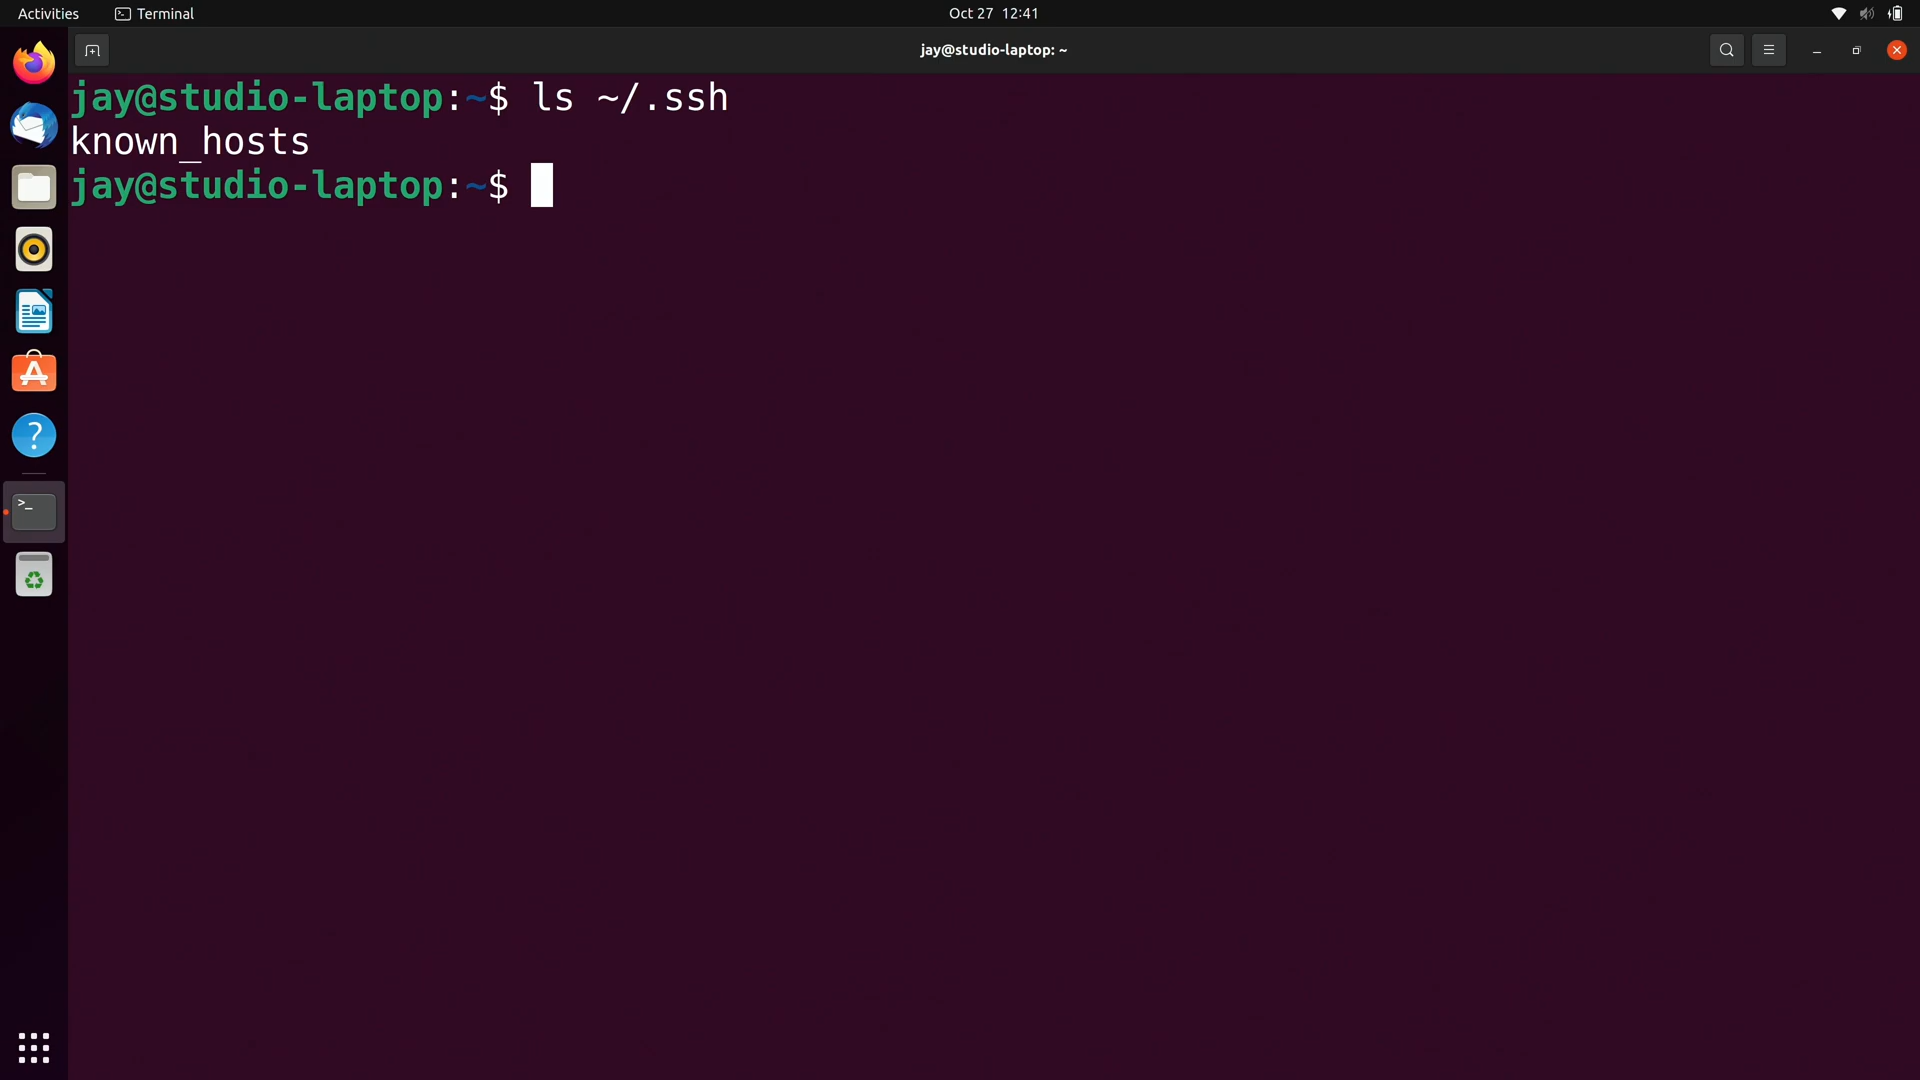 Activities Terminal Oct 27 12:41
jay@studio-laptop: ~
jay@studio-laptop:~$ ls ~/.ssh
known_hosts
jay@studio-laptop:~$